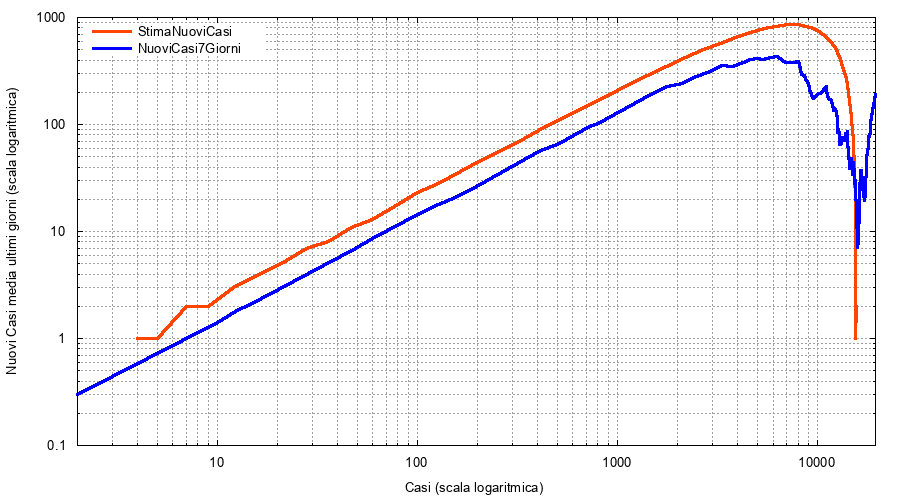 1000
StimaNuoviCasi
NuoviCasi7Giorni
100
10
1
0.1
Nuovi Casi media ultimi giorni (scala logaritmica)
10
100
1000
10000
Casi (scala logaritmica)